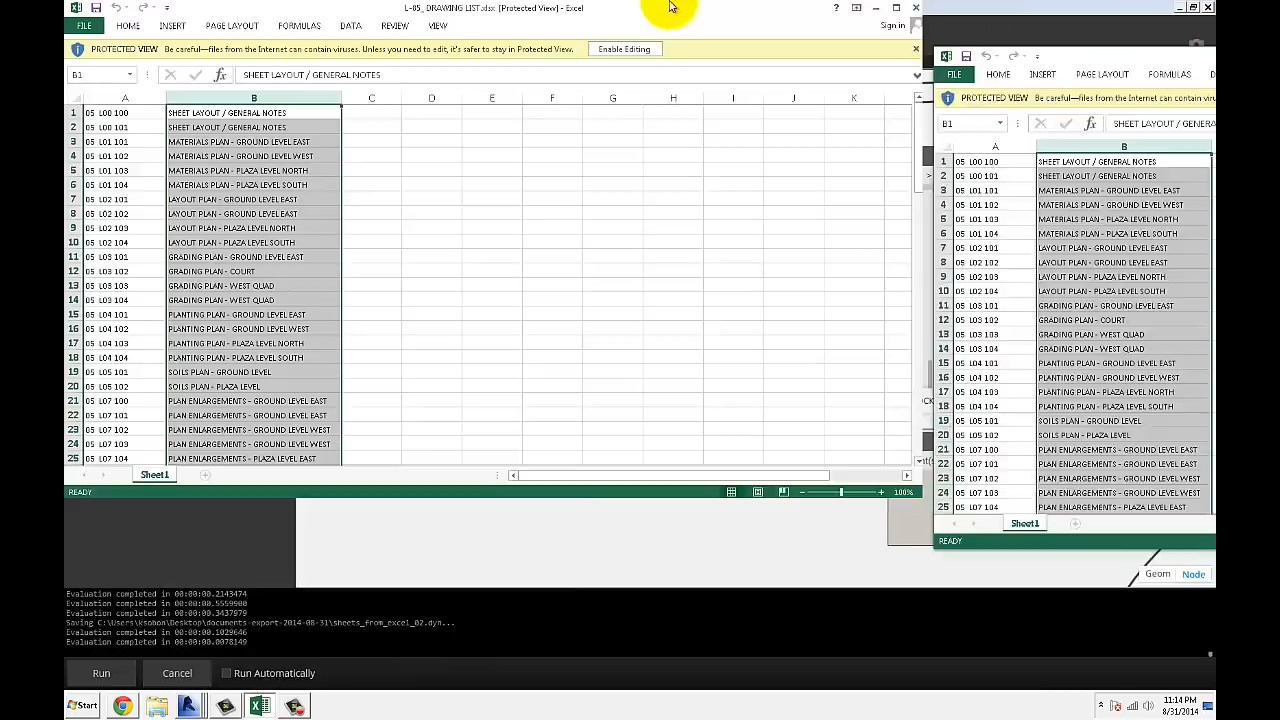 L-05_ DRAWING LIST.xlsx [Protected View] - Excel
Sign in
FILE HOME INSERT PAGE LAYOUT FORMULAS DATA REVIEW VIEW
PROTECTED VIEW Be careful—files from the Internet can contain viruses. Unless you need to edit, it's safer to stay in Protected View. Enable Editing
B1 SHEET LAYOUT / GENERAL NOTES
A B C D E F G H I J K
1 05 L00 100 SHEET LAYOUT / GENERAL NOTES
2 05 L00 101 SHEET LAYOUT / GENERAL NOTES
3 05 L01 101 MATERIALS PLAN - GROUND LEVEL EAST
4 05 L01 102 MATERIALS PLAN - GROUND LEVEL WEST
5 05 L01 103 MATERIALS PLAN - PLAZA LEVEL NORTH
6 05 L01 104 MATERIALS PLAN - PLAZA LEVEL SOUTH
7 05 L02 101 LAYOUT PLAN - GROUND LEVEL EAST
8 05 L02 102 LAYOUT PLAN - GROUND LEVEL EAST
9 05 L02 103 LAYOUT PLAN - PLAZA LEVEL NORTH
10 05 L02 104 LAYOUT PLAN - PLAZA LEVEL SOUTH
11 05 L03 101 GRADING PLAN - GROUND LEVEL EAST
12 05 L03 102 GRADING PLAN - COURT
13 05 L03 103 GRADING PLAN - WEST QUAD
14 05 L03 104 GRADING PLAN - WEST QUAD
15 05 L04 101 PLANTING PLAN - GROUND LEVEL EAST
16 05 L04 102 PLANTING PLAN - GROUND LEVEL WEST
17 05 L04 103 PLANTING PLAN - PLAZA LEVEL NORTH
18 05 L04 104 PLANTING PLAN - PLAZA LEVEL SOUTH
19 05 L05 101 SOILS PLAN - GROUND LEVEL
20 05 L05 102 SOILS PLAN - PLAZA LEVEL
21 05 L07 100 PLAN ENLARGEMENTS - GROUND LEVEL EAST
22 05 L07 101 PLAN ENLARGEMENTS - GROUND LEVEL EAST
23 05 L07 102 PLAN ENLARGEMENTS - GROUND LEVEL WEST
24 05 L07 103 PLAN ENLARGEMENTS - GROUND LEVEL WEST
25 05 L07 104 PLAN ENLARGEMENTS - PLAZA LEVEL EAST
Sheet1
READY 100%
FILE HOME INSERT PAGE LAYOUT FORMULAS D
PROTECTED VIEW Be careful—files from the Internet can contain viru
B1 SHEET LAYOUT / GENERA
A B
1 05 L00 100 SHEET LAYOUT / GENERAL NOTES
2 05 L00 101 SHEET LAYOUT / GENERAL NOTES
3 05 L01 101 MATERIALS PLAN - GROUND LEVEL EAST
4 05 L01 102 MATERIALS PLAN - GROUND LEVEL WEST
5 05 L01 103 MATERIALS PLAN - PLAZA LEVEL NORTH
6 05 L01 104 MATERIALS PLAN - PLAZA LEVEL SOUTH
7 05 L02 101 LAYOUT PLAN - GROUND LEVEL EAST
8 05 L02 102 LAYOUT PLAN - GROUND LEVEL EAST
9 05 L02 103 LAYOUT PLAN - PLAZA LEVEL NORTH
10 05 L02 104 LAYOUT PLAN - PLAZA LEVEL SOUTH
11 05 L03 101 GRADING PLAN - GROUND LEVEL EAST
12 05 L03 102 GRADING PLAN - COURT
13 05 L03 103 GRADING PLAN - WEST QUAD
14 05 L03 104 GRADING PLAN - WEST QUAD
15 05 L04 101 PLANTING PLAN - GROUND LEVEL EAST
16 05 L04 102 PLANTING PLAN - GROUND LEVEL WEST
17 05 L04 103 PLANTING PLAN - PLAZA LEVEL NORTH
18 05 L04 104 PLANTING PLAN - PLAZA LEVEL SOUTH
19 05 L05 101 SOILS PLAN - GROUND LEVEL
20 05 L05 102 SOILS PLAN - PLAZA LEVEL
21 05 L07 100 PLAN ENLARGEMENTS - GROUND LEVEL EAST
22 05 L07 101 PLAN ENLARGEMENTS - GROUND LEVEL EAST
23 05 L07 102 PLAN ENLARGEMENTS - GROUND LEVEL WEST
24 05 L07 103 PLAN ENLARGEMENTS - GROUND LEVEL WEST
25 05 L07 104 PLAN ENLARGEMENTS - PLAZA LEVEL EAST
Sheet1
READY
Geom Node
Evaluation completed in 00:00:00.2143474
Evaluation completed in 00:00:00.5559900
Evaluation completed in 00:00:00.3437979
Saving C:\Users\ksobon\Desktop\documents-export-2014-08-31\sheets_from_excel_02.dyn...
Evaluation completed in 00:00:00.1029646
Evaluation completed in 00:00:00.0078149
Run Cancel Run Automatically
Start
11:14 PM
8/31/2014